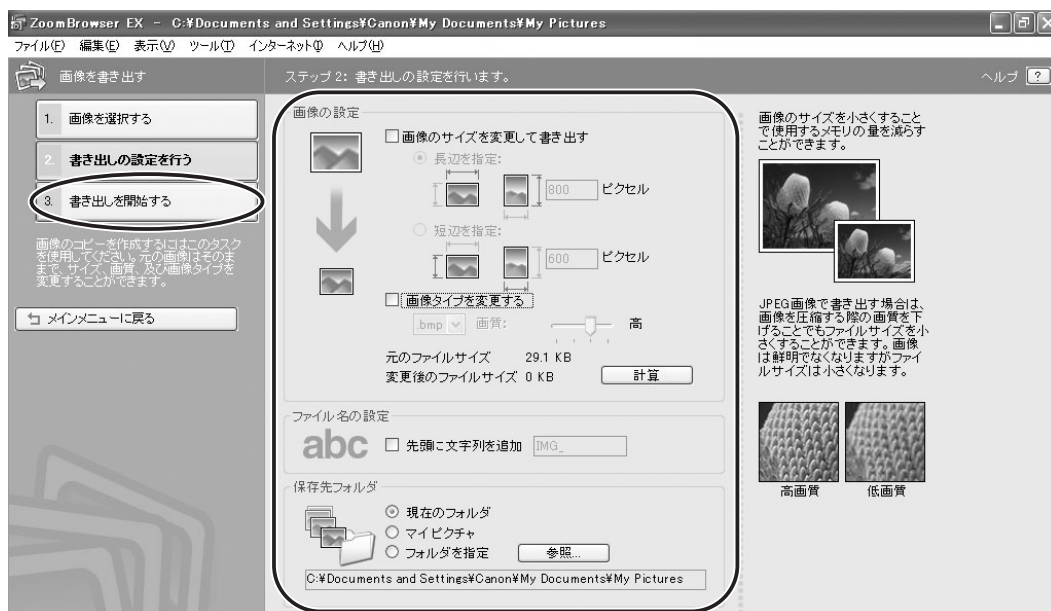 ZoomBrowser EX - C:¥Documents and Settings¥Canon¥My Documents¥My Pictures
ファイル(F) 編集(E) 表示(V) ツール(T) インターネット(I) ヘルプ(H)
画像を書き出す
ステップ 2: 書き出しの設定を行います。
ヘルプ ?
1. 画像を選択する
2. 書き出しの設定を行う
3. 書き出しを開始する
画像のコピーを作成するにはこのタスク
を使用してください。元の画像はそのま
まで、サイズ、画質、及び画像タイプを
変更することができます。
メインメニューに戻る
画像の設定
画像のサイズを変更して書き出す
長辺を指定:
800 ピクセル
短辺を指定:
600 ピクセル
画像タイプを変更する
.bmp 画質: 高
元のファイルサイズ 29.1 KB
変更後のファイルサイズ 0 KB 計算
ファイル名の設定
abc 先頭に文字列を追加 IMG_
保存先フォルダ
現在のフォルダ
マイピクチャ
フォルダを指定 参照...
C:¥Documents and Settings¥Canon¥My Documents¥My Pictures
画像のサイズを小さくすること
で使用するメモリの量を減らす
ことができます。
JPEG画像で書き出す場合は、
画像を圧縮する際の画質を下
げることでもファイルサイズを小
さくすることができます。画像
は鮮明でなくなりますがファイ
ルサイズは小さくなります。
高画質 低画質